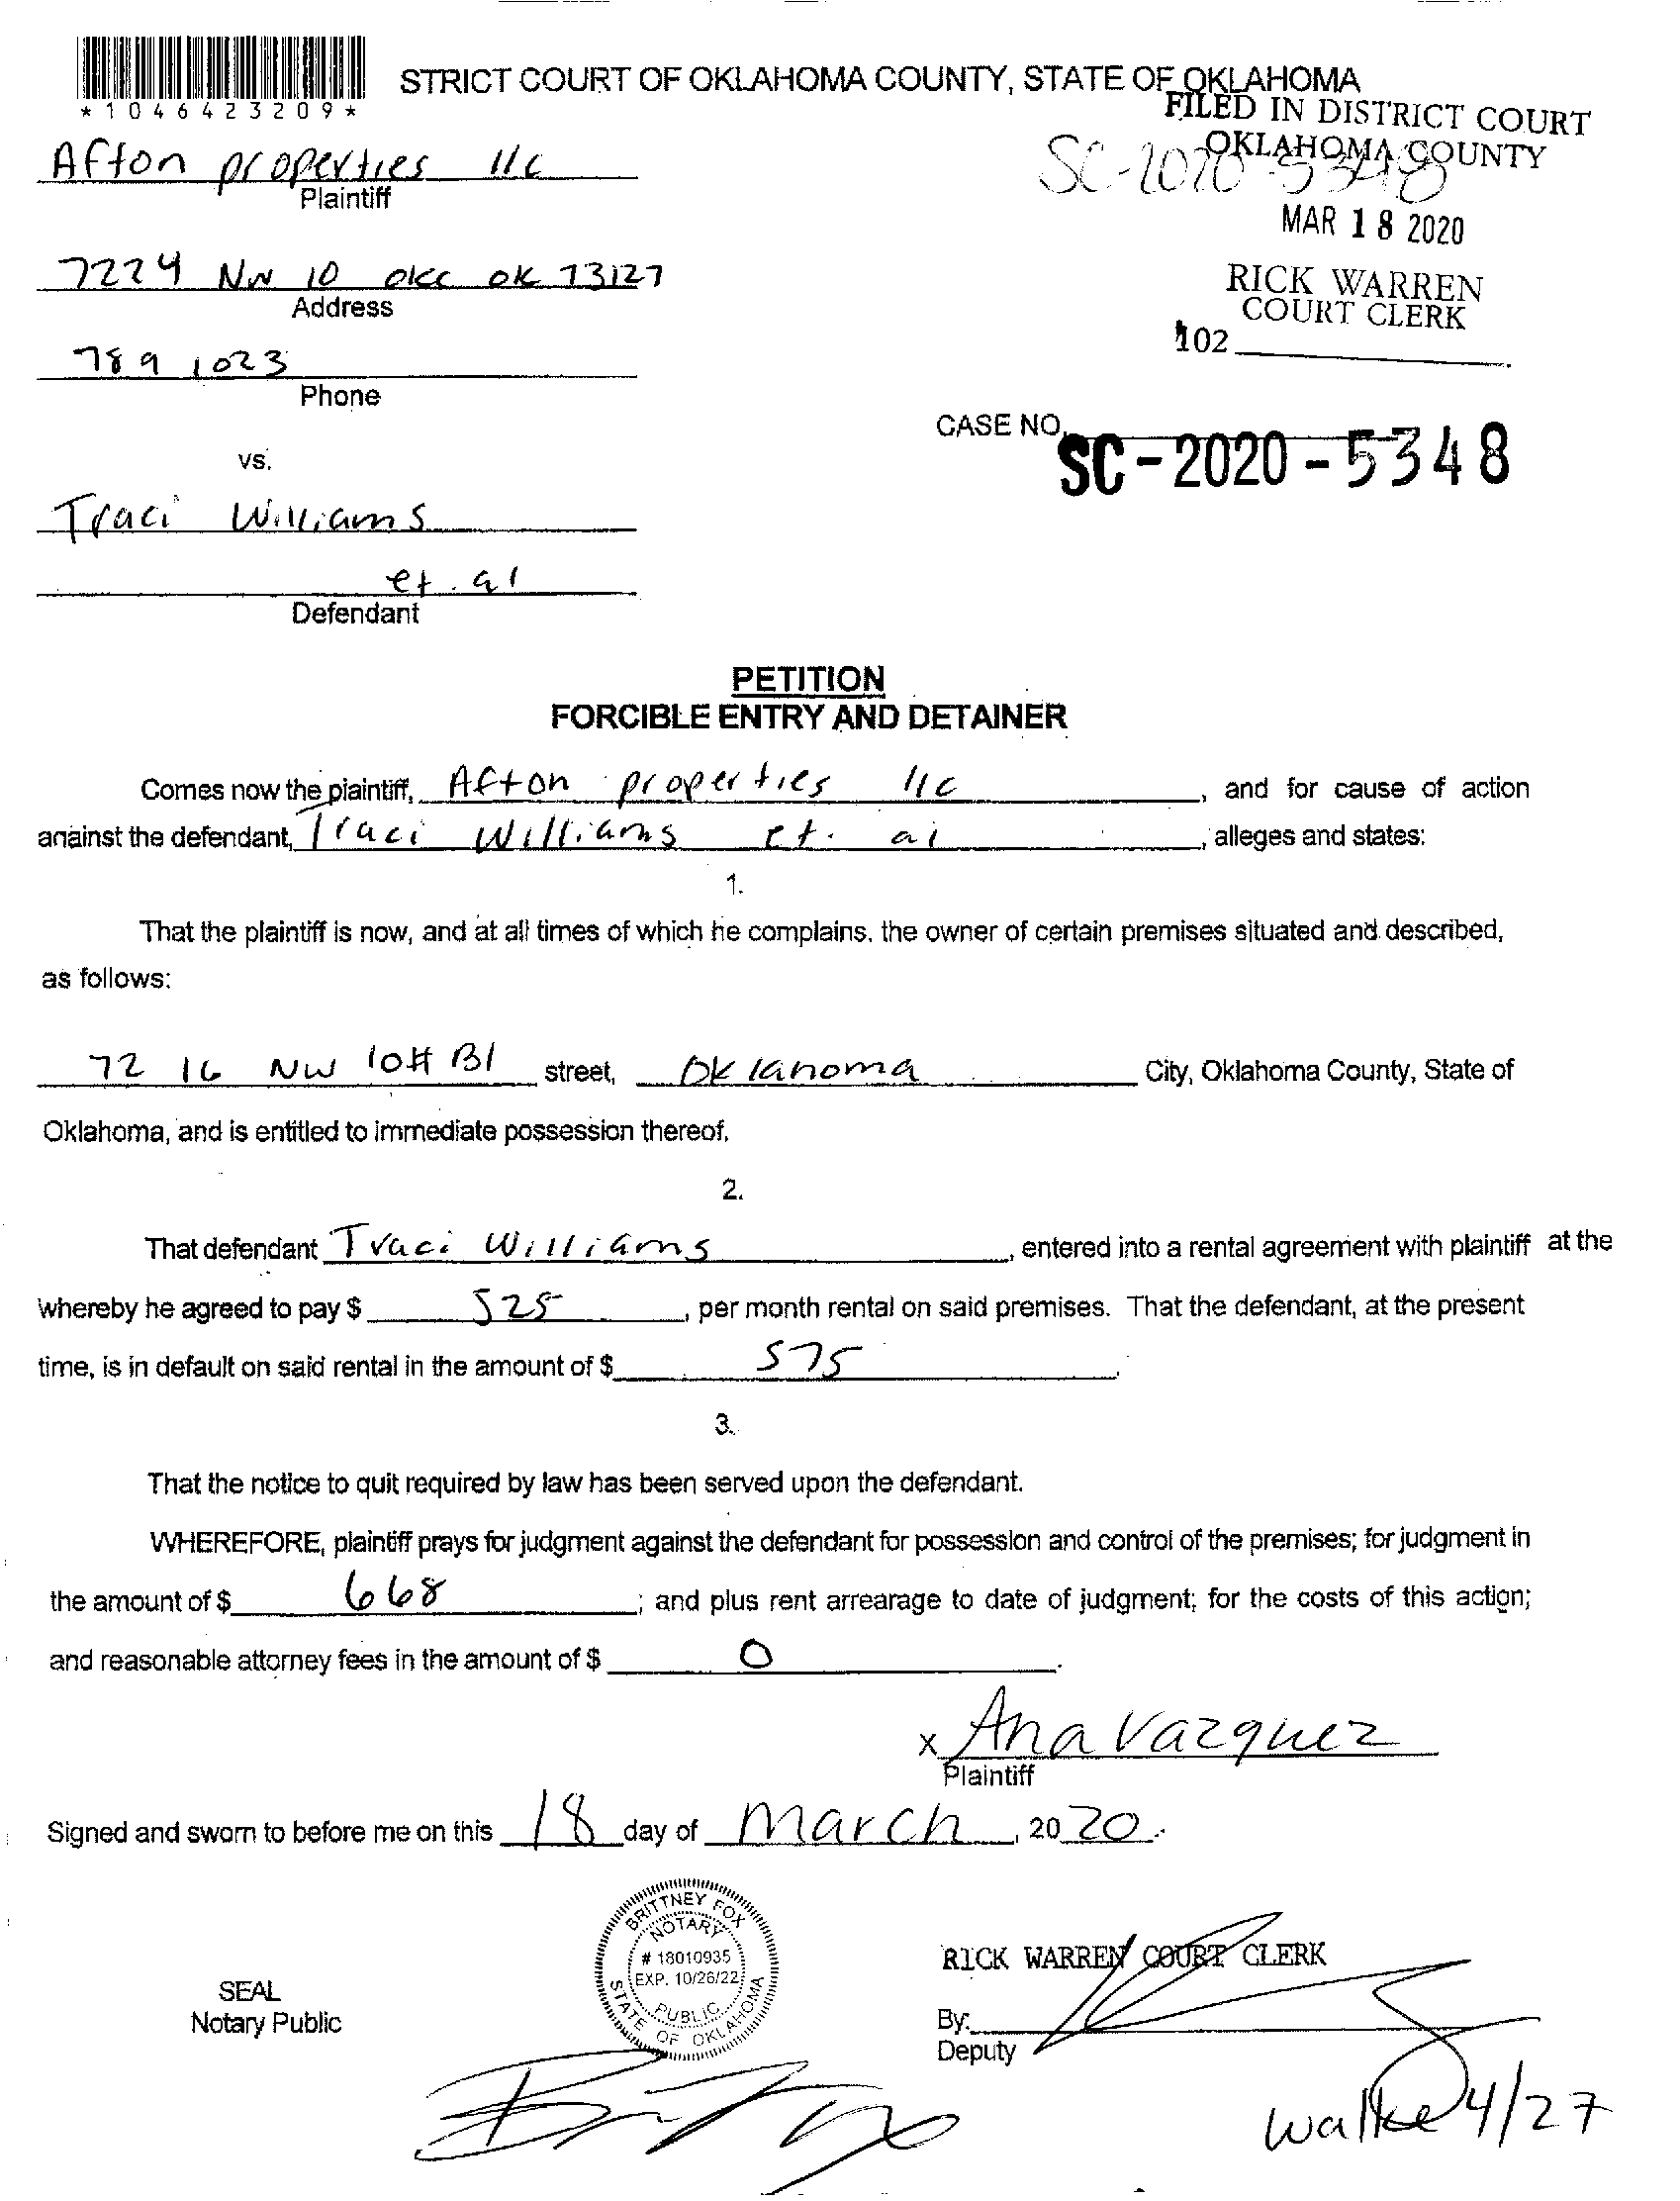 *1046423209*
STRICT COURT OF OKLAHOMA COUNTY, STATE OF OKLAHOMA
FILED IN DISTRICT COURT
OKLAHOMA COUNTY
SC-2020-5348
Afton properties llc
Plaintiff
MAR 18 2020
7224 NW 10 okc ok 73127
Address
RICK WARREN
COURT CLERK
102
789 1023
Phone
CASE NO.
SC-2020-5348
vs.
Traci Williams
et. al
Defendant
PETITION
FORCIBLE ENTRY AND DETAINER
Comes now the plaintiff, Afton properties llc, and for cause of action
against the defendant, Traci Williams et. al, alleges and states:
1.
That the plaintiff is now, and at all times of which he complains, the owner of certain premises situated and described,
as follows:
7216 NW 10# B1 street, Oklahoma City, Oklahoma County, State of
Oklahoma, and is entitled to immediate possession thereof.
2.
That defendant Traci Williams, entered into a rental agreement with plaintiff at the
whereby he agreed to pay $ 525, per month rental on said premises. That the defendant, at the present
time, is in default on said rental in the amount of $ 575.
3.
That the notice to quit required by law has been served upon the defendant.
WHEREFORE, plaintiff prays for judgment against the defendant for possession and control of the premises; for judgment in
the amount of $ 668; and plus rent arrearage to date of judgment; for the costs of this action;
and reasonable attorney fees in the amount of $ 0.
x Ana Vazquez
Plaintiff
Signed and sworn to before me on this 18 day of March, 2020.
BRITTNEY FOX
NOTARY
# 18010935
EXP. 10/26/22
PUBLIC
STATE OF OKLAHOMA
SEAL
Notary Public
RICK WARREN COURT CLERK
By:
Deputy
walke 4/27